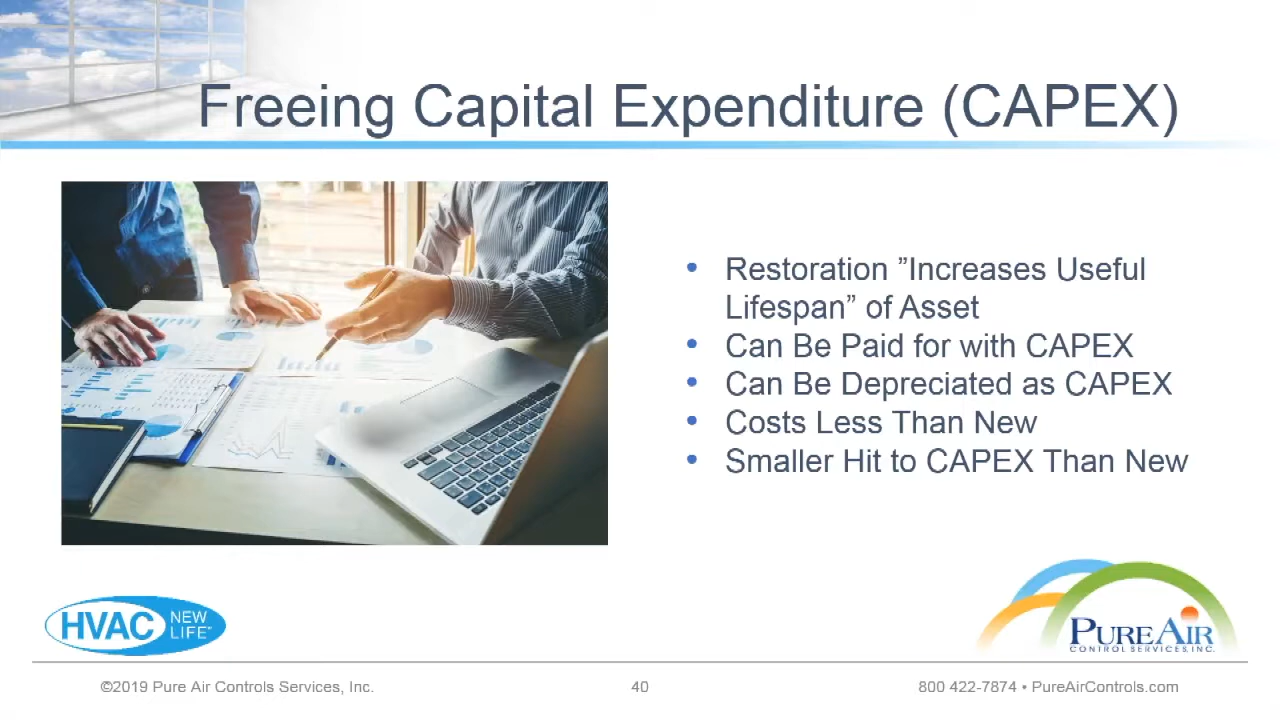 Freeing Capital Expenditure (CAPEX)
• Restoration ”Increases Useful
Lifespan” of Asset
• Can Be Paid for with CAPEX
• Can Be Depreciated as CAPEX
• Costs Less Than New
• Smaller Hit to CAPEX Than New
HVAC NEW
LIFE
PURE AIR
CONTROL SERVICES, INC.
©2019 Pure Air Controls Services, Inc.
40
800 422-7874 • PureAirControls.com